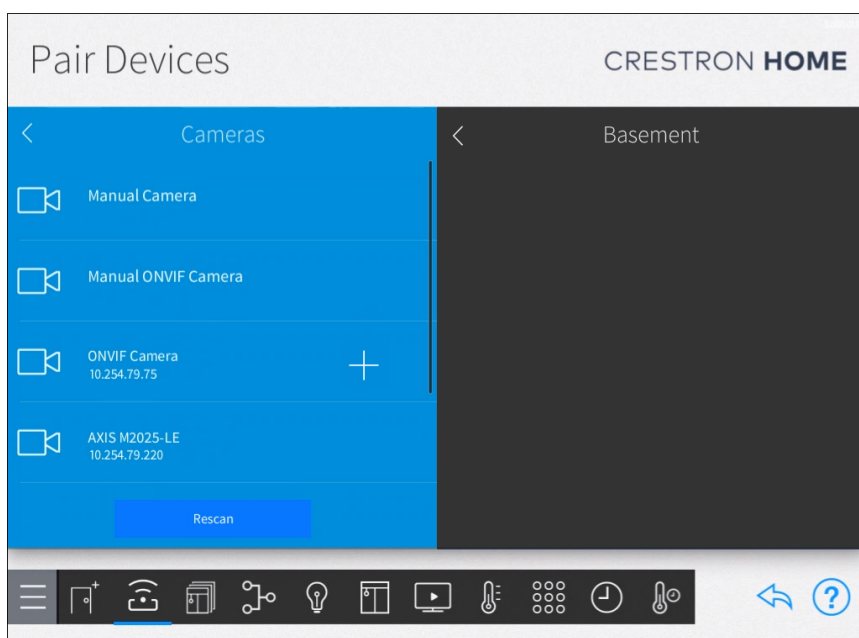 Pair Devices
CRESTRON HOME
Cameras
Basement
Manual Camera
Manual ONVIF Camera
ONVIF Camera
10.254.79.75
AXIS M2025-LE
10.254.79.220
Rescan
?